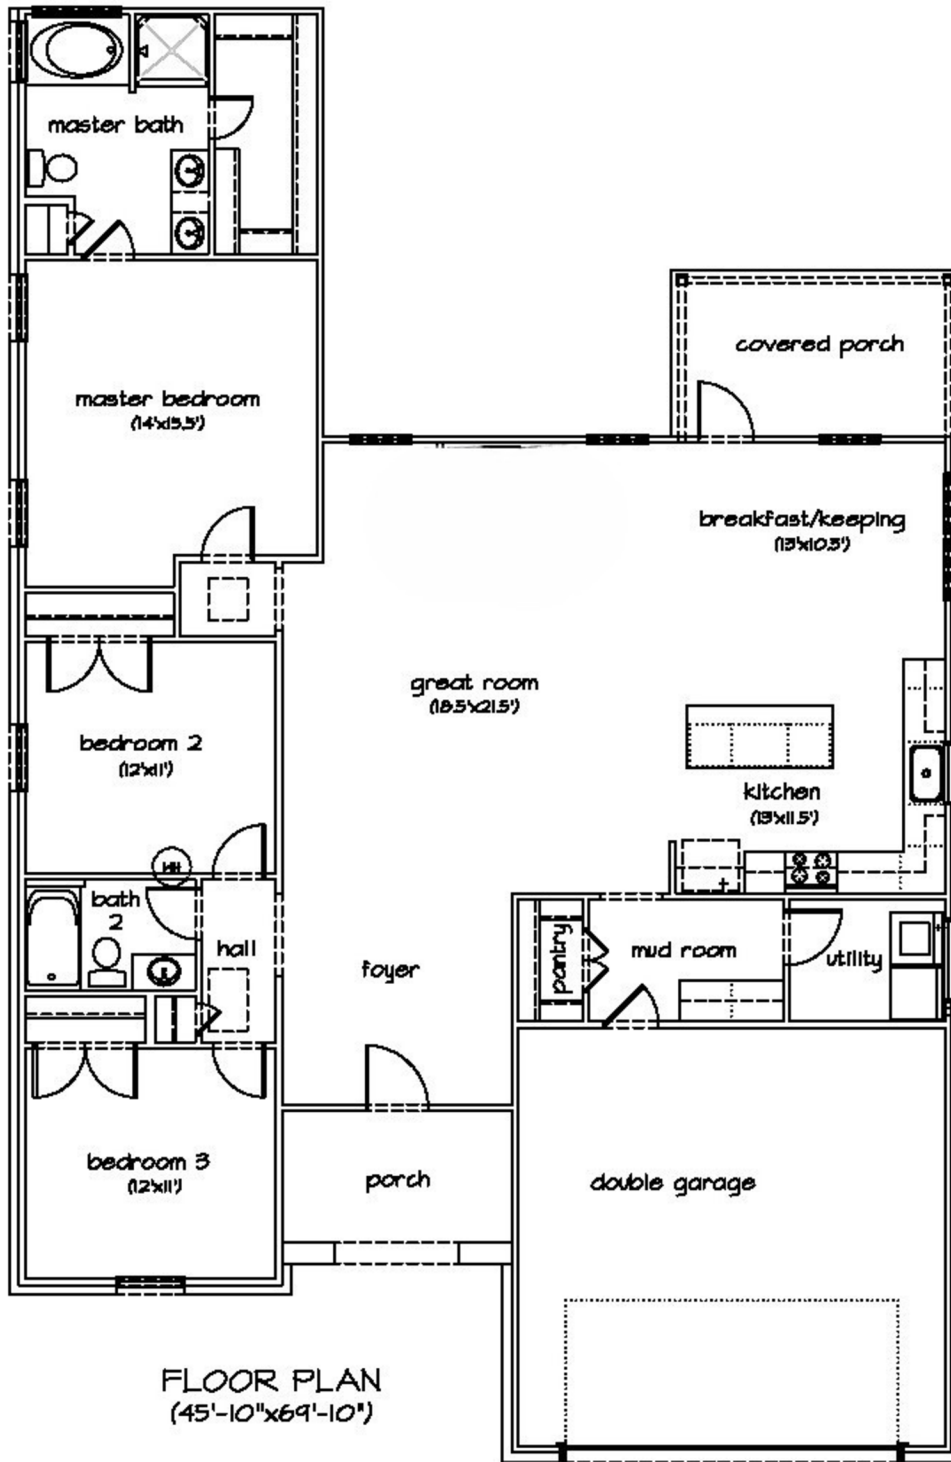 master bath
covered porch
master bedroom
(14'x15.5')
breakfast/keeping
(13'x10.5')
great room
(18.5'x21.5')
bedroom 2
(12'x11')
kitchen
(13'x11.5')
WH
bath
2
hall
foyer
pantry
mud room
utility
bedroom 3
(12'x11')
porch
double garage
FLOOR PLAN
(45'-10"x69'-10")